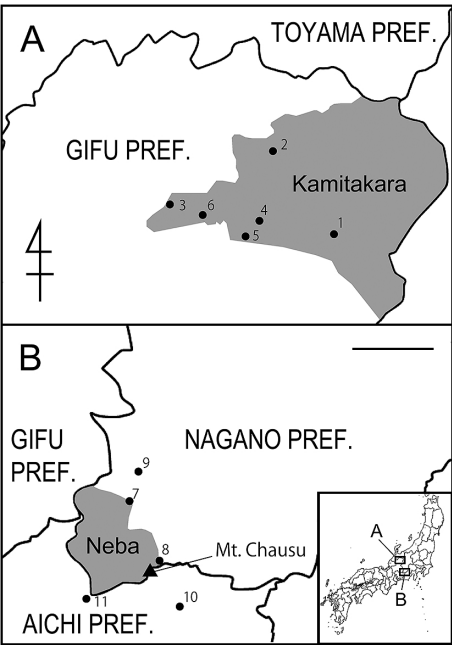 A
TOYAMA PREF.
GIFU PREF.
2
Kamitakara
3
6
4
1
5
B
GIFU
PREF.
NAGANO PREF.
9
7
Neba
8
Mt. Chausu
11
10
AICHI PREF.
A
B